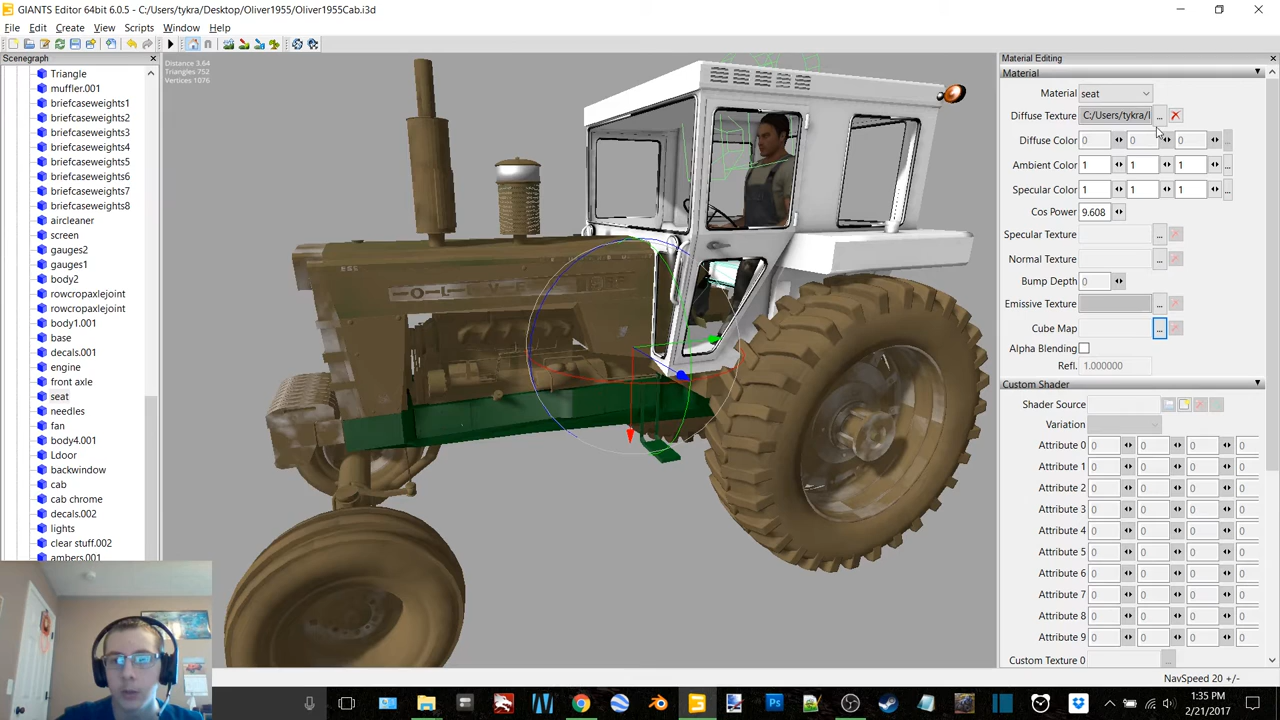 GIANTS Editor 64bit 6.0.5 - C:/Users/tykra/Desktop/Oliver1955/Oliver1955Cab.i3d
File Edit Create View Scripts Window Help
Scenegraph
Triangle
muffler.001
briefcaseweights1
briefcaseweights2
briefcaseweights3
briefcaseweights4
briefcaseweights5
briefcaseweights6
briefcaseweights7
briefcaseweights8
aircleaner
screen
gauges2
gauges1
body2
rowcropaxlejoint
rowcropaxlejoint
body1.001
base
decals.001
engine
front axle
seat
needles
fan
body4.001
Ldoor
backwindow
cab
cab chrome
decals.002
lights
clear stuff.002
ambers.001
Distance 3.64
Triangles 752
Vertices 1076
Material Editing
Material
Material seat
Diffuse Texture C:/Users/tykra/I ...
Diffuse Color 0 0 0 ...
Ambient Color 1 1 1 ...
Specular Color 1 1 1 ...
Cos Power 9.608
Specular Texture ...
Normal Texture ...
Bump Depth 0
Emissive Texture ...
Cube Map ...
Alpha Blending
Refl. 1.000000
Custom Shader
Shader Source
Variation
Attribute 0 0 0 0 0
Attribute 1 0 0 0 0
Attribute 2 0 0 0 0
Attribute 3 0 0 0 0
Attribute 4 0 0 0 0
Attribute 5 0 0 0 0
Attribute 6 0 0 0 0
Attribute 7 0 0 0 0
Attribute 8 0 0 0 0
Attribute 9 0 0 0 0
Custom Texture 0 ...
NavSpeed 20 +/-
1:35 PM
2/21/2017